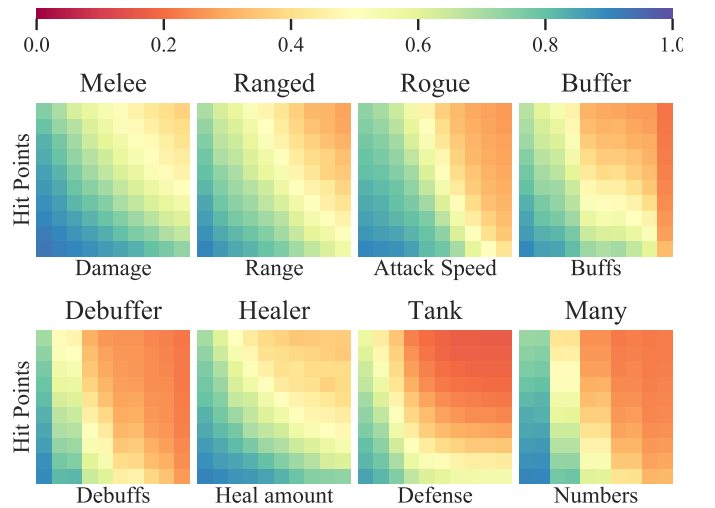 0.0 0.2 0.4 0.6 0.8 1.0
Melee Ranged Rogue Buffer
Hit Points
Damage Range Attack Speed Buffs
Debuffer Healer Tank Many
Hit Points
Debuffs Heal amount Defense Numbers